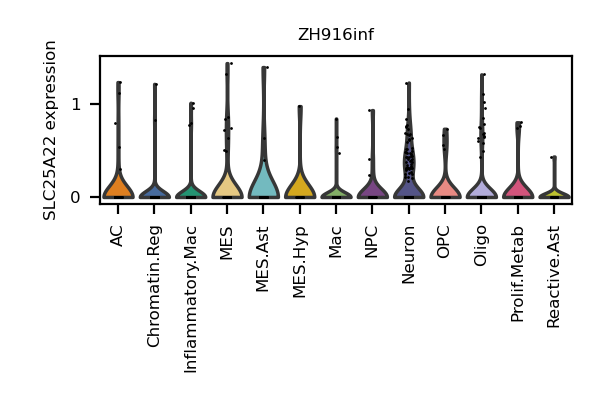 ZH916inf
SLC25A22 expression
1
0
AC
Chromatin.Reg
Inflammatory.Mac
MES
MES.Ast
MES.Hyp
Mac
NPC
Neuron
OPC
Oligo
Prolif.Metab
Reactive.Ast